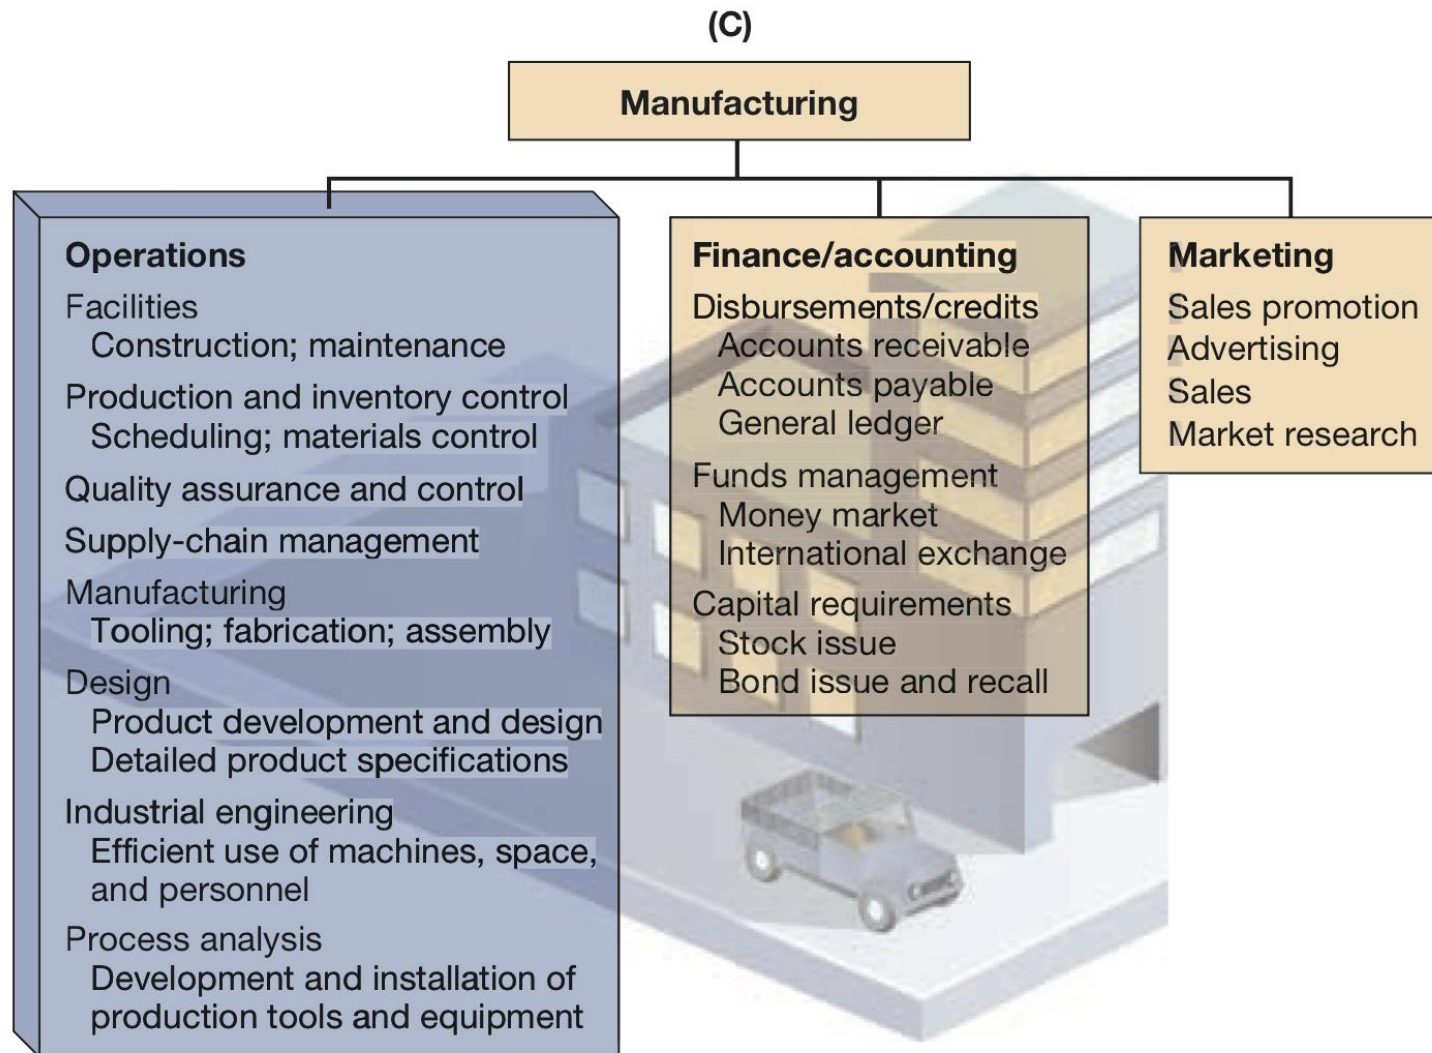 (C)
Manufacturing
Operations
Facilities
Construction; maintenance
Production and inventory control
Scheduling; materials control
Quality assurance and control
Supply-chain management
Manufacturing
Tooling; fabrication; assembly
Design
Product development and design
Detailed product specifications
Industrial engineering
Efficient use of machines, space,
and personnel
Process analysis
Development and installation of
production tools and equipment
Finance/accounting
Disbursements/credits
Accounts receivable
Accounts payable
General ledger
Funds management
Money market
International exchange
Capital requirements
Stock issue
Bond issue and recall
Marketing
Sales promotion
Advertising
Sales
Market research